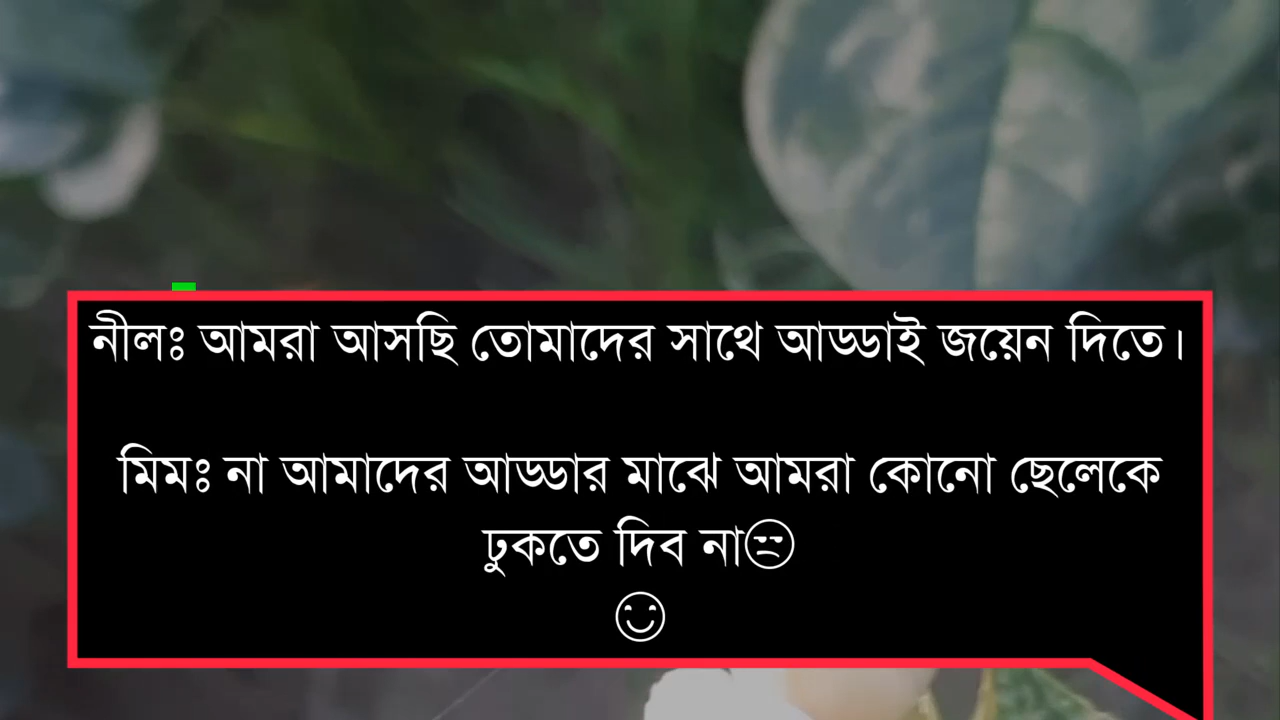 নীলঃ আমরা আসছি তোমাদের সাথে আড্ডাই জয়েন দিতে।
মিমঃ না আমাদের আড্ডার মাঝে আমরা কোনো ছেলেকে
ঢুকতে দিব না😒
😊